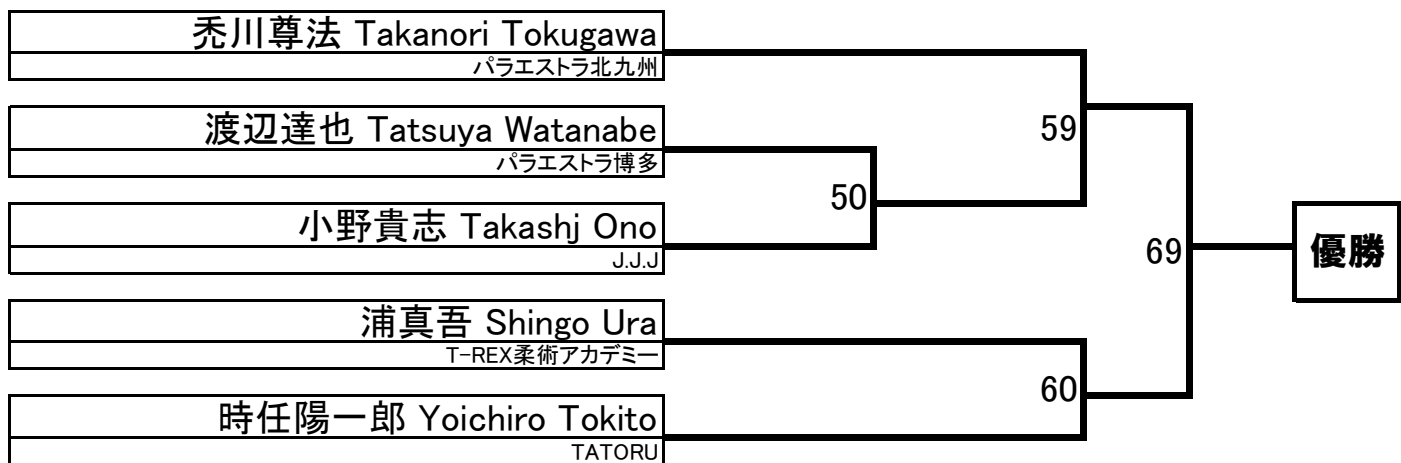 禿川尊法 Takanori Tokugawa
パラエストラ北九州
渡辺達也 Tatsuya Watanabe
パラエストラ博多
小野貴志 Takashj Ono
J.J.J
浦真吾 Shingo Ura
T-REX柔術アカデミー
時任陽一郎 Yoichiro Tokito
TATORU
50
59
60
69
優勝